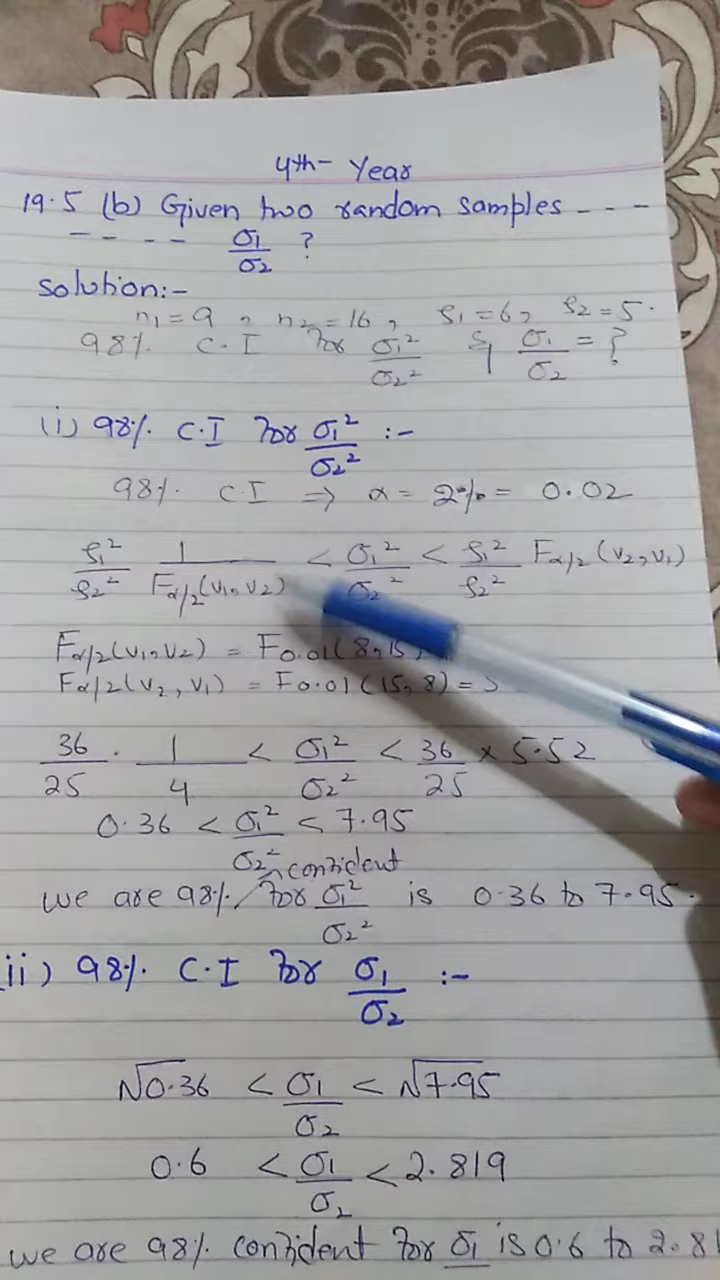 4th- Year
19.5 (b) Given two random samples - - -
- - - - σ1/σ2 ?
Solution:-
n1 = 9, n2 = 16, S1 = 6, S2 = 5.
98% C.I for σ1²/σ2² & σ1/σ2 = ?
(i) 98% C.I for σ1²/σ2² :-
98% C.I ⇒ α = 2% = 0.02
S1²/S2² 1/Fα/2(v1, v2) < σ1²/σ2² < S1²/S2² Fα/2(v2, v1)
Fα/2(v1, v2) = F0.01(8, 15)
Fα/2(v2, v1) = F0.01(15, 8) =
36/25 . 1/4 < σ1²/σ2² < 36/25 × 5.52
0.36 < σ1²/σ2² < 7.95
we are 98% confident for σ1²/σ2² is 0.36 to 7.95.
ii) 98% C.I for σ1/σ2 :-
√0.36 < σ1/σ2 < √7.95
0.6 < σ1/σ2 < 2.819
we are 98% confident for σ1 is 0.6 to 2.81